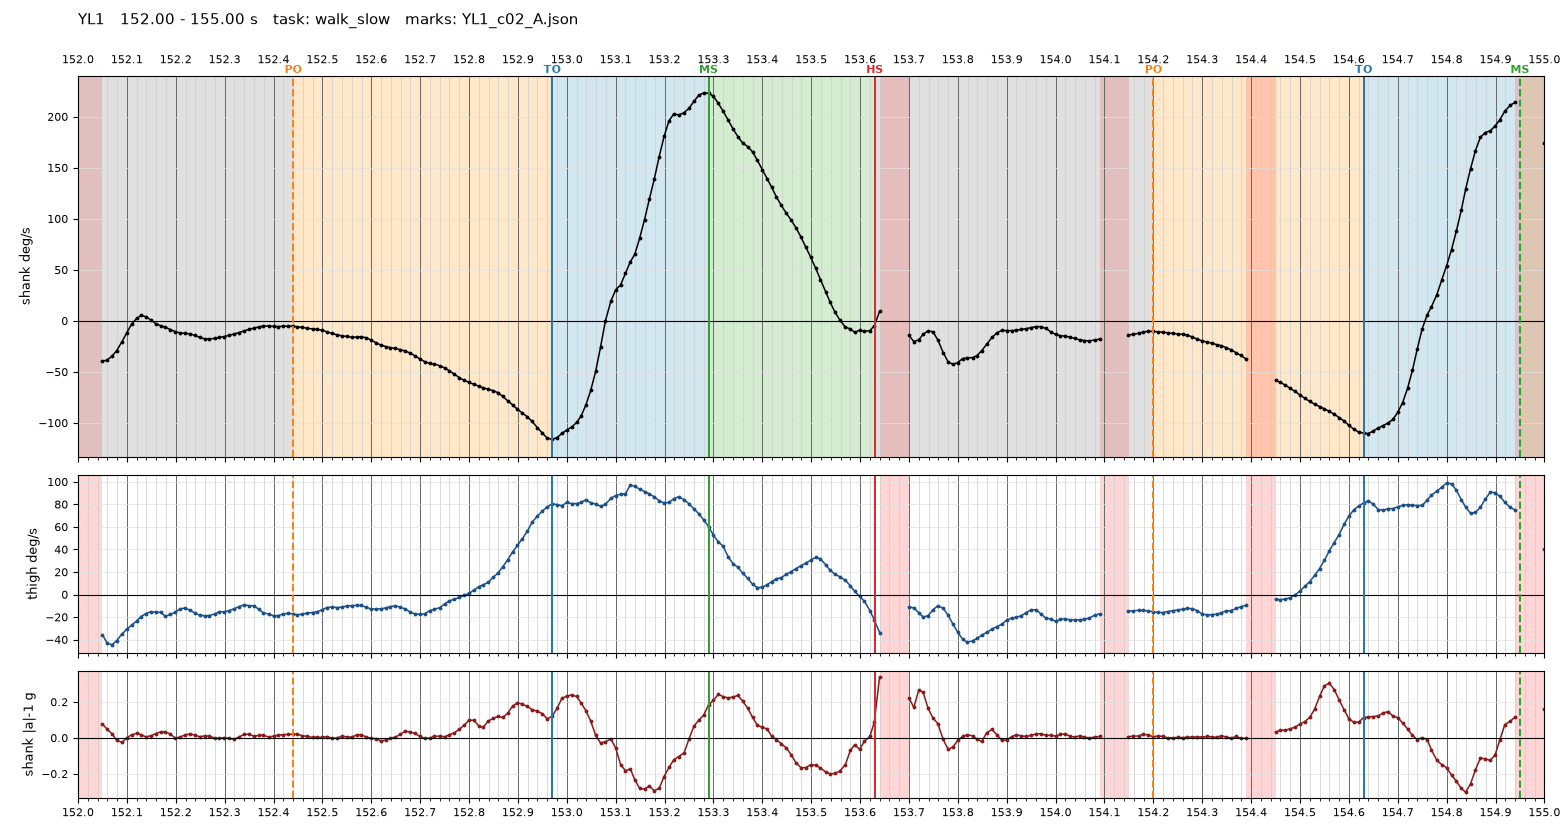 YL1   152.00 - 155.00 s   task: walk_slow   marks: YL1_c02_A.json
152.0 152.1 152.2 152.3 152.4 152.5 152.6 152.7 152.8 152.9 153.0 153.1 153.2 153.3 153.4 153.5 153.6 153.7 153.8 153.9 154.0 154.1 154.2 154.3 154.4 154.5 154.6 154.7 154.8 154.9 155.0
PO TO MS HS PO TO MS
shank deg/s
200
150
100
50
0
−50
−100
thigh deg/s
100
80
60
40
20
0
−20
−40
shank |a|-1 g
0.2
0.0
−0.2
152.0 152.1 152.2 152.3 152.4 152.5 152.6 152.7 152.8 152.9 153.0 153.1 153.2 153.3 153.4 153.5 153.6 153.7 153.8 153.9 154.0 154.1 154.2 154.3 154.4 154.5 154.6 154.7 154.8 154.9 155.0